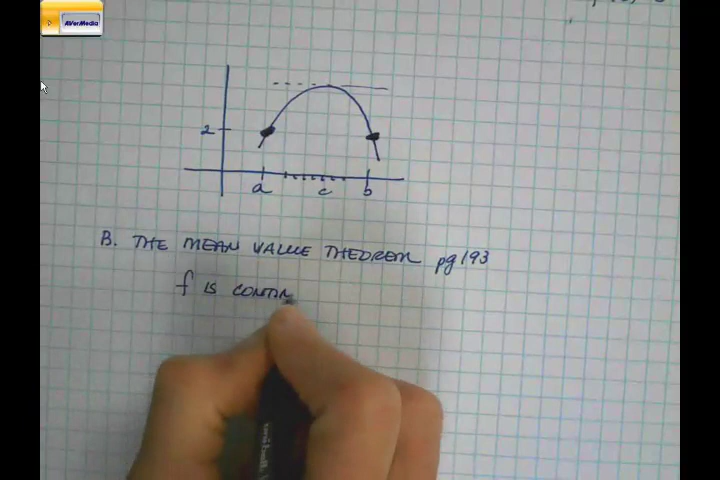 AVerMedia
2
a c b
B. THE MEAN VALUE THEOREM pg 193
f IS CONTIN